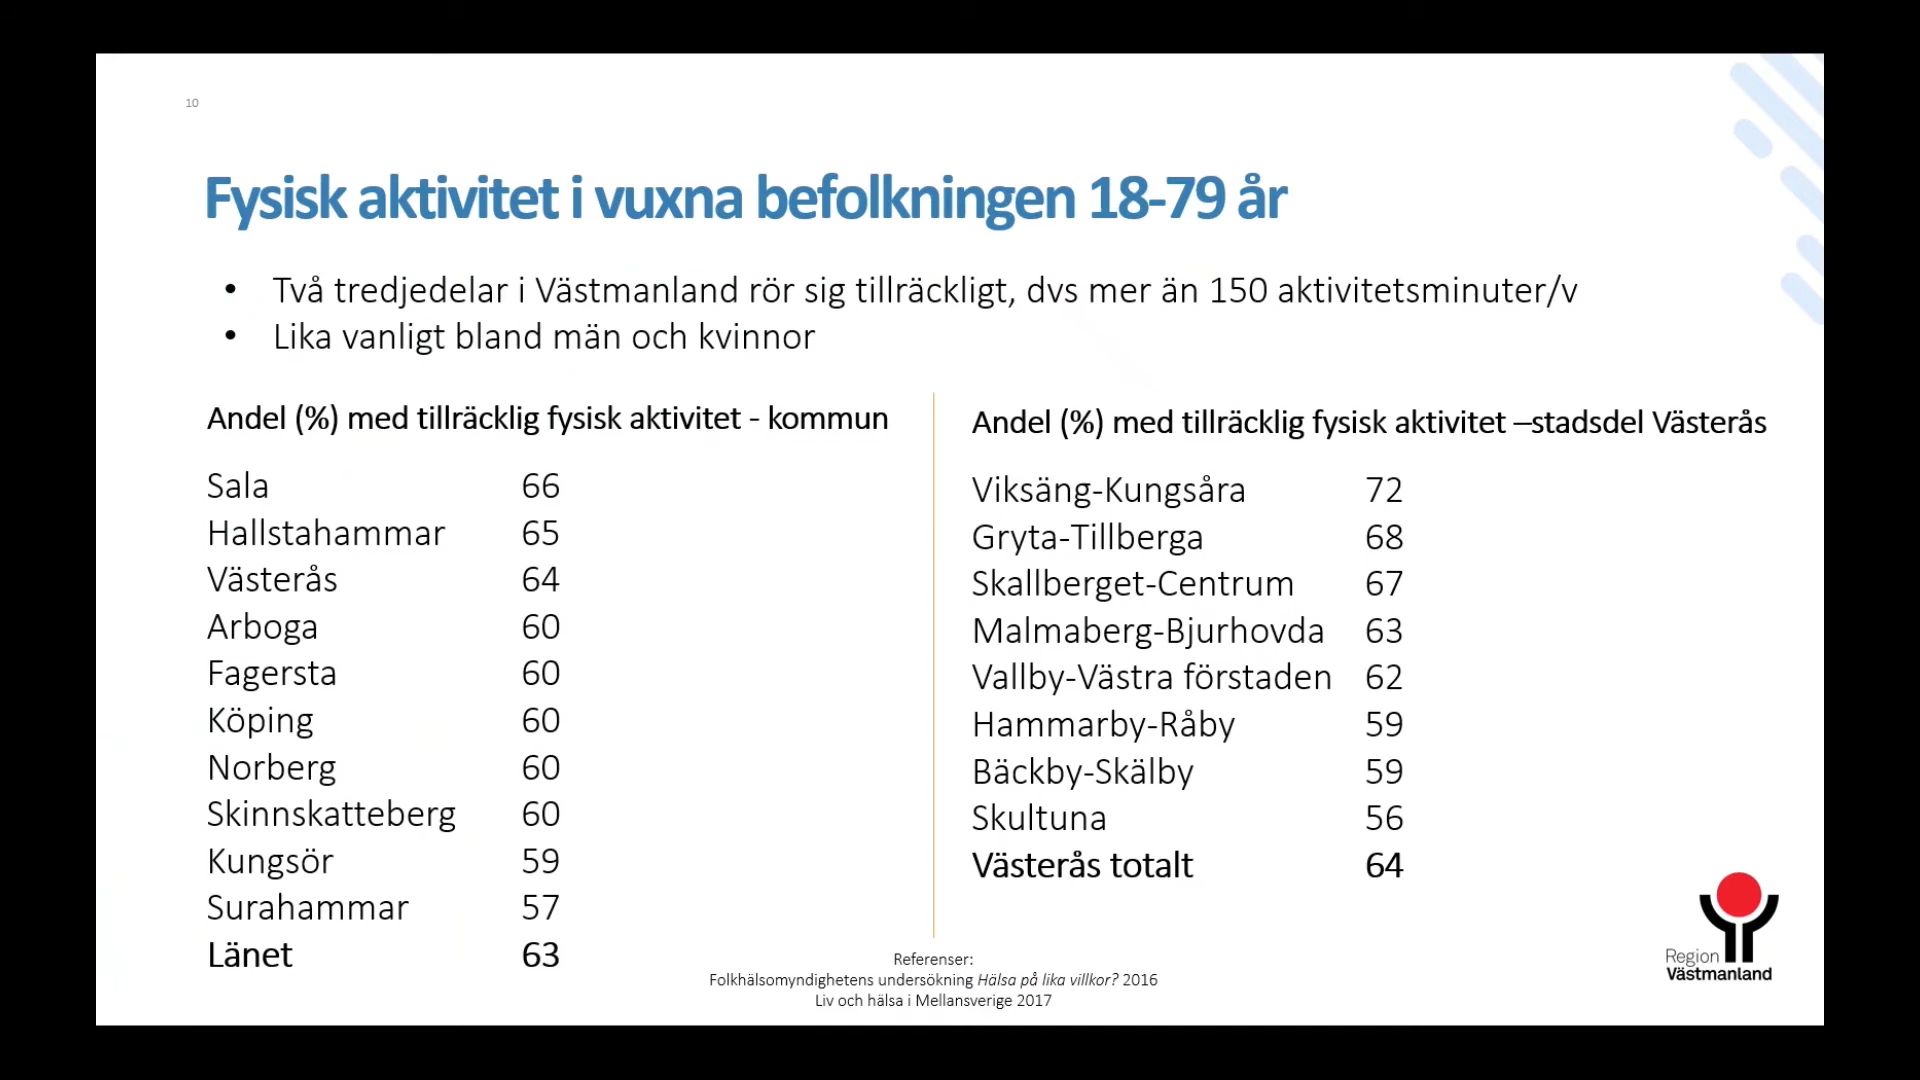 10
Fysisk aktivitet i vuxna befolkningen 18-79 år
• Två tredjedelar i Västmanland rör sig tillräckligt, dvs mer än 150 aktivitetsminuter/v
• Lika vanligt bland män och kvinnor
Andel (%) med tillräcklig fysisk aktivitet - kommun
Sala 66
Hallstahammar 65
Västerås 64
Arboga 60
Fagersta 60
Köping 60
Norberg 60
Skinnskatteberg 60
Kungsör 59
Surahammar 57
Länet 63
Andel (%) med tillräcklig fysisk aktivitet –stadsdel Västerås
Viksäng-Kungsåra 72
Gryta-Tillberga 68
Skallberget-Centrum 67
Malmaberg-Bjurhovda 63
Vallby-Västra förstaden 62
Hammarby-Råby 59
Bäckby-Skälby 59
Skultuna 56
Västerås totalt 64
Referenser:
Folkhälsomyndighetens undersökning Hälsa på lika villkor? 2016
Liv och hälsa i Mellansverige 2017
Region
Västmanland